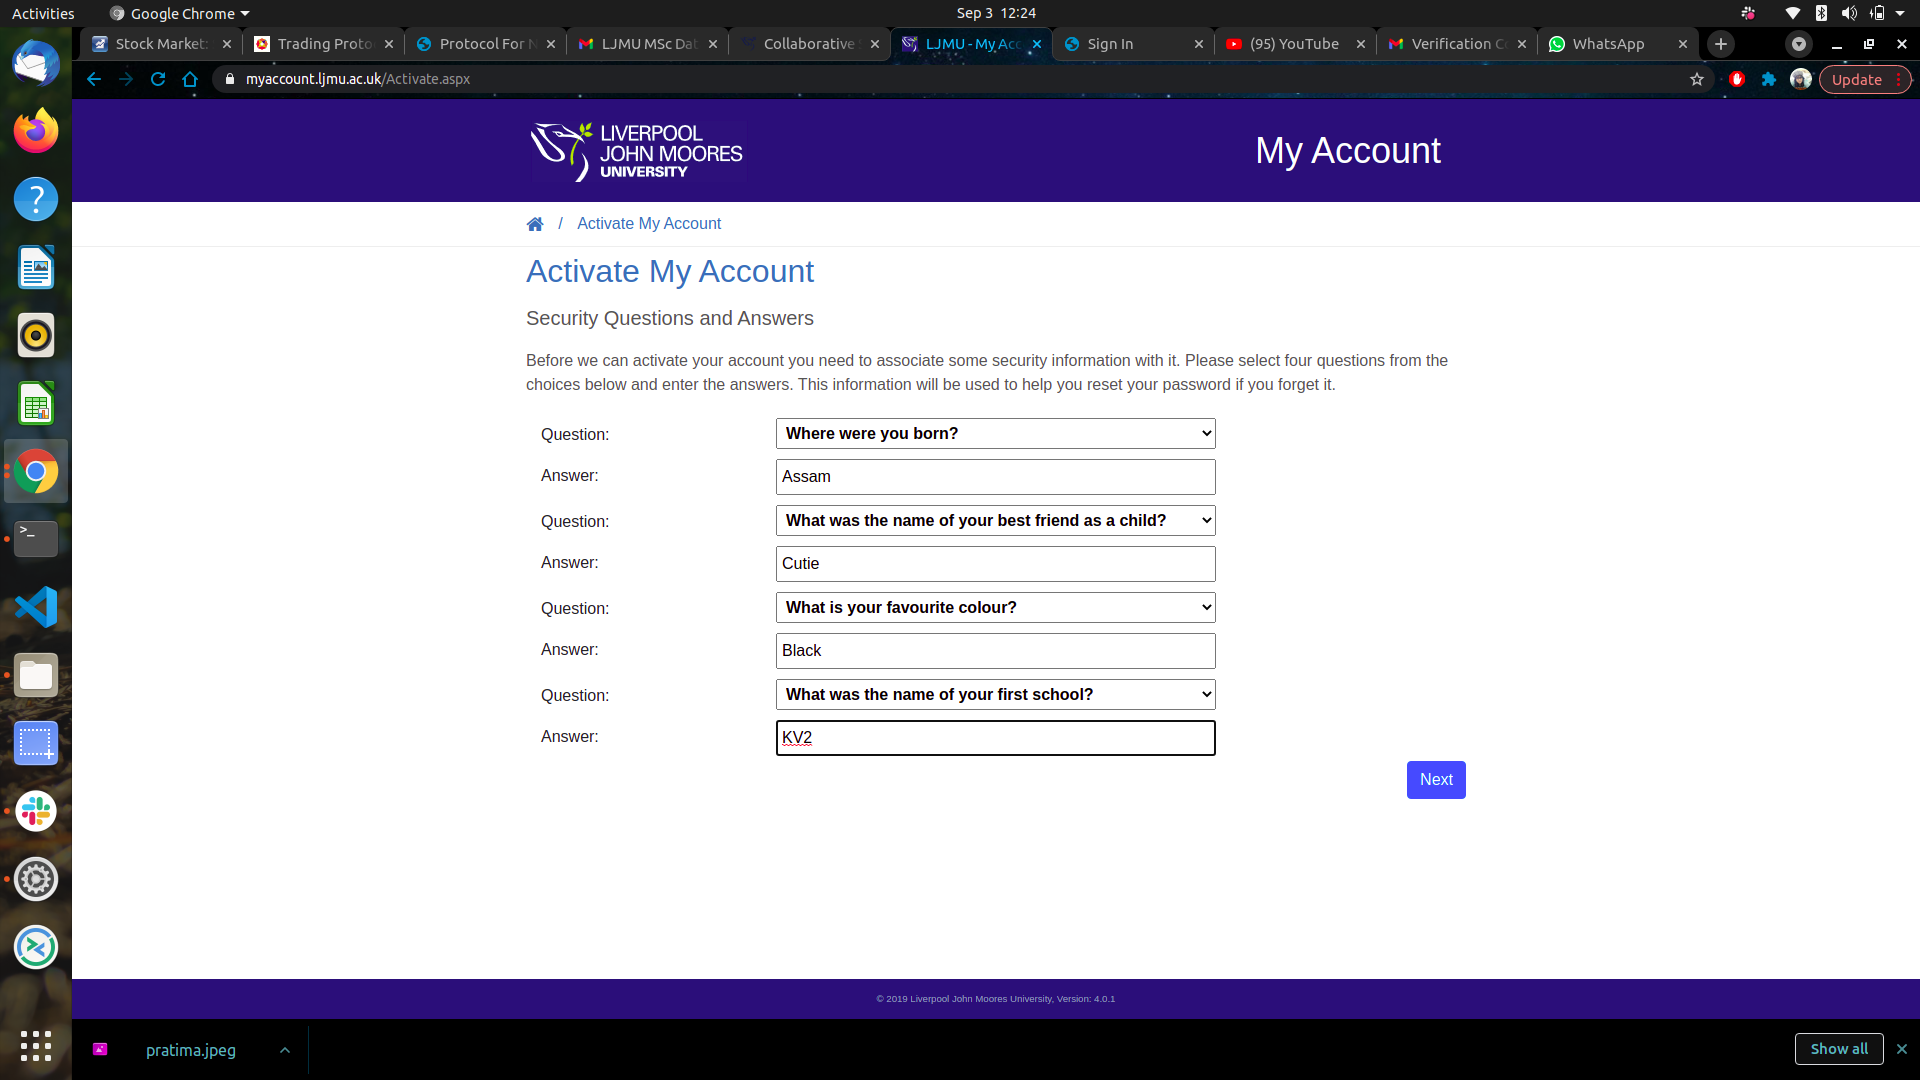 Activities Google Chrome Sep 3 12:24
Stock Market: Trading Proto Protocol For N LJMU MSc Dat Collaborative LJMU - My Acc Sign In (95) YouTube Verification Co WhatsApp
myaccount.ljmu.ac.uk/Activate.aspx Update
LIVERPOOL
JOHN MOORES
UNIVERSITY
My Account
/ Activate My Account
Activate My Account
Security Questions and Answers
Before we can activate your account you need to associate some security information with it. Please select four questions from the
choices below and enter the answers. This information will be used to help you reset your password if you forget it.
Question: Where were you born?
Answer: Assam
Question: What was the name of your best friend as a child?
Answer: Cutie
Question: What is your favourite colour?
Answer: Black
Question: What was the name of your first school?
Answer: KV2
Next
© 2019 Liverpool John Moores University, Version: 4.0.1
pratima.jpeg Show all